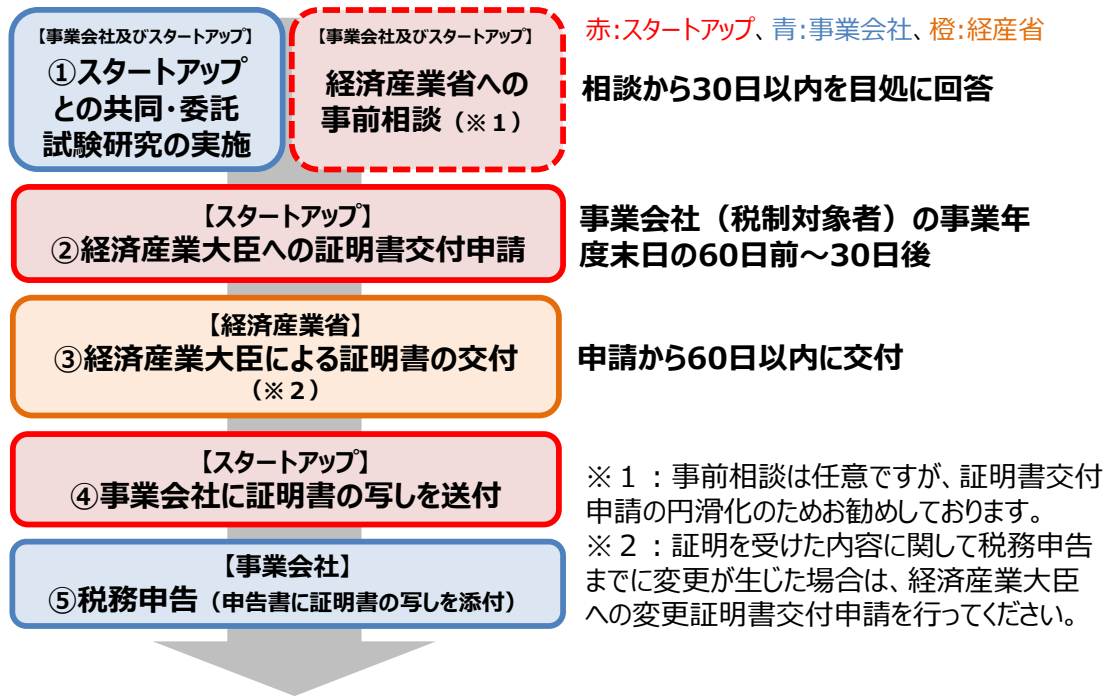 【事業会社及びスタートアップ】
①スタートアップ
との共同・委託
試験研究の実施
【事業会社及びスタートアップ】
経済産業省への
事前相談（※１）
赤:スタートアップ、青:事業会社、橙:経産省
相談から30日以内を目処に回答
【スタートアップ】
②経済産業大臣への証明書交付申請
事業会社（税制対象者）の事業年
度末日の60日前～30日後
【経済産業省】
③経済産業大臣による証明書の交付
（※２）
申請から60日以内に交付
【スタートアップ】
④事業会社に証明書の写しを送付
【事業会社】
⑤税務申告（申告書に証明書の写しを添付）
※１：事前相談は任意ですが、証明書交付
申請の円滑化のためお勧めしております。
※２：証明を受けた内容に関して税務申告
までに変更が生じた場合は、経済産業大臣
への変更証明書交付申請を行ってください。